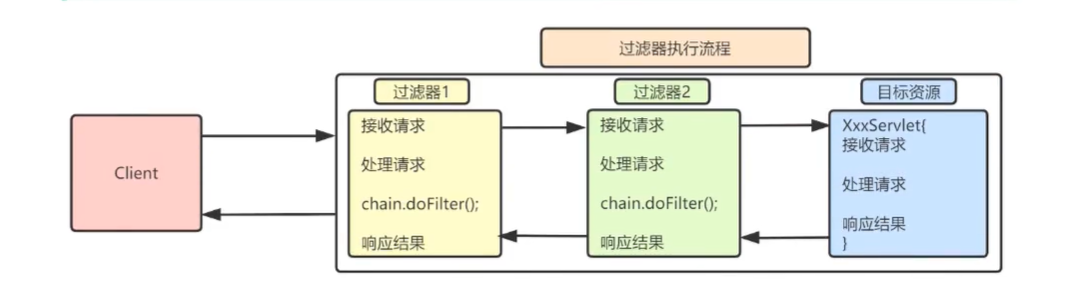 过滤器执行流程
过滤器1
过滤器2
目标资源
Client
接收请求
处理请求
chain.doFilter();
响应结果
接收请求
处理请求
chain.doFilter();
响应结果
XxxServlet{
接收请求
处理请求
响应结果
}